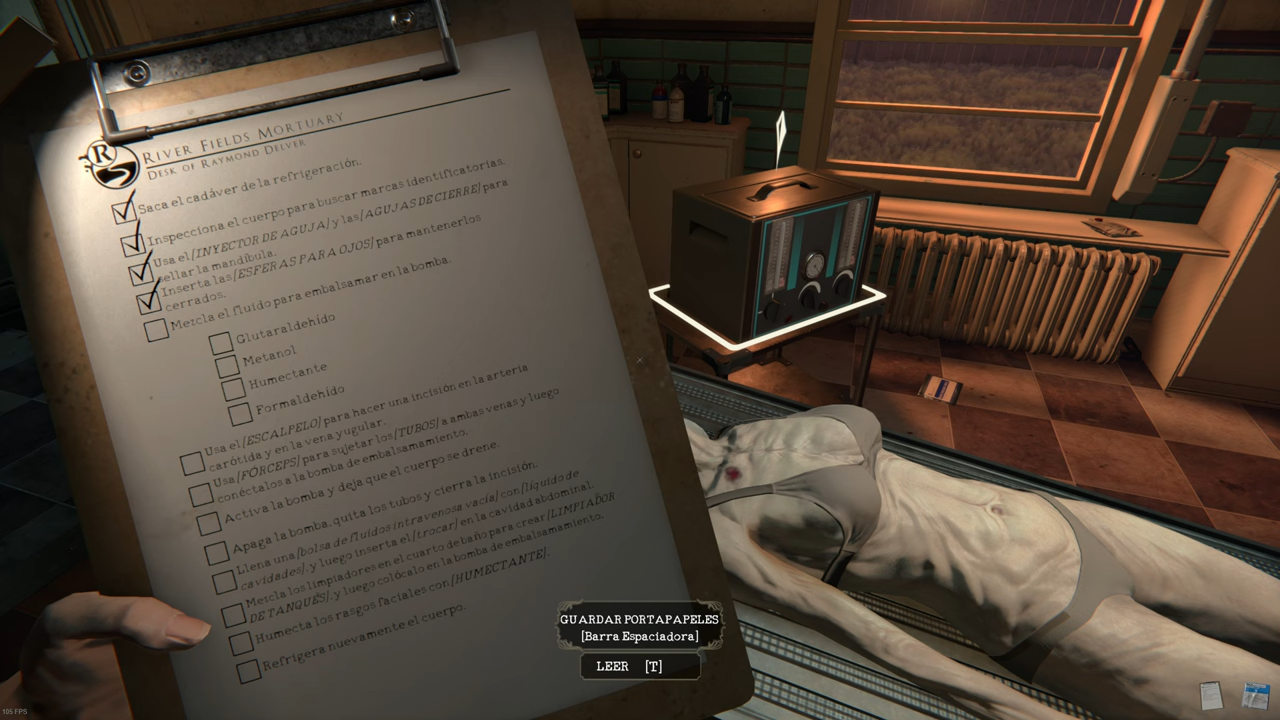 RIVER FIELDS MORTUARY
DESK OF RAYMOND DELVER
R
Saca el cadáver de la refrigeración.
Inspecciona el cuerpo para buscar marcas identificatorias.
Usa el [INYECTOR DE AGUJA] y las [AGUJAS DE CIERRE] para
sellar la mandíbula.
Inserta las [ESFERAS PARA OJOS] para mantenerlos
cerrados.
Mezcla el fluido para embalsamar en la bomba.
Glutaraldehído
Metanol
Humectante
Formaldehído
Usa el [ESCALPELO] para hacer una incisión en la arteria
carótida y en la vena yugular.
Usa [FÓRCEPS] para sujetar los [TUBOS] a ambas venas y luego
conéctalos a la bomba de embalsamamiento.
Activa la bomba y deja que el cuerpo se drene.
Apaga la bomba, quita los tubos y cierra la incisión.
Llena una [bolsa de fluidos intravenosa vacía] con [líquido de
cavidades], y luego inserta el [trocar] en la cavidad abdominal.
Mezcla los limpiadores en el cuarto de baño para crear [LIMPIADOR
DE TANQUES], y luego colócalo en la bomba de embalsamamiento.
Humecta los rasgos faciales con [HUMECTANTE].
Refrigera nuevamente el cuerpo.
GUARDAR PORTAPAPELES
[Barra Espaciadora]
LEER [T]
105 FPS